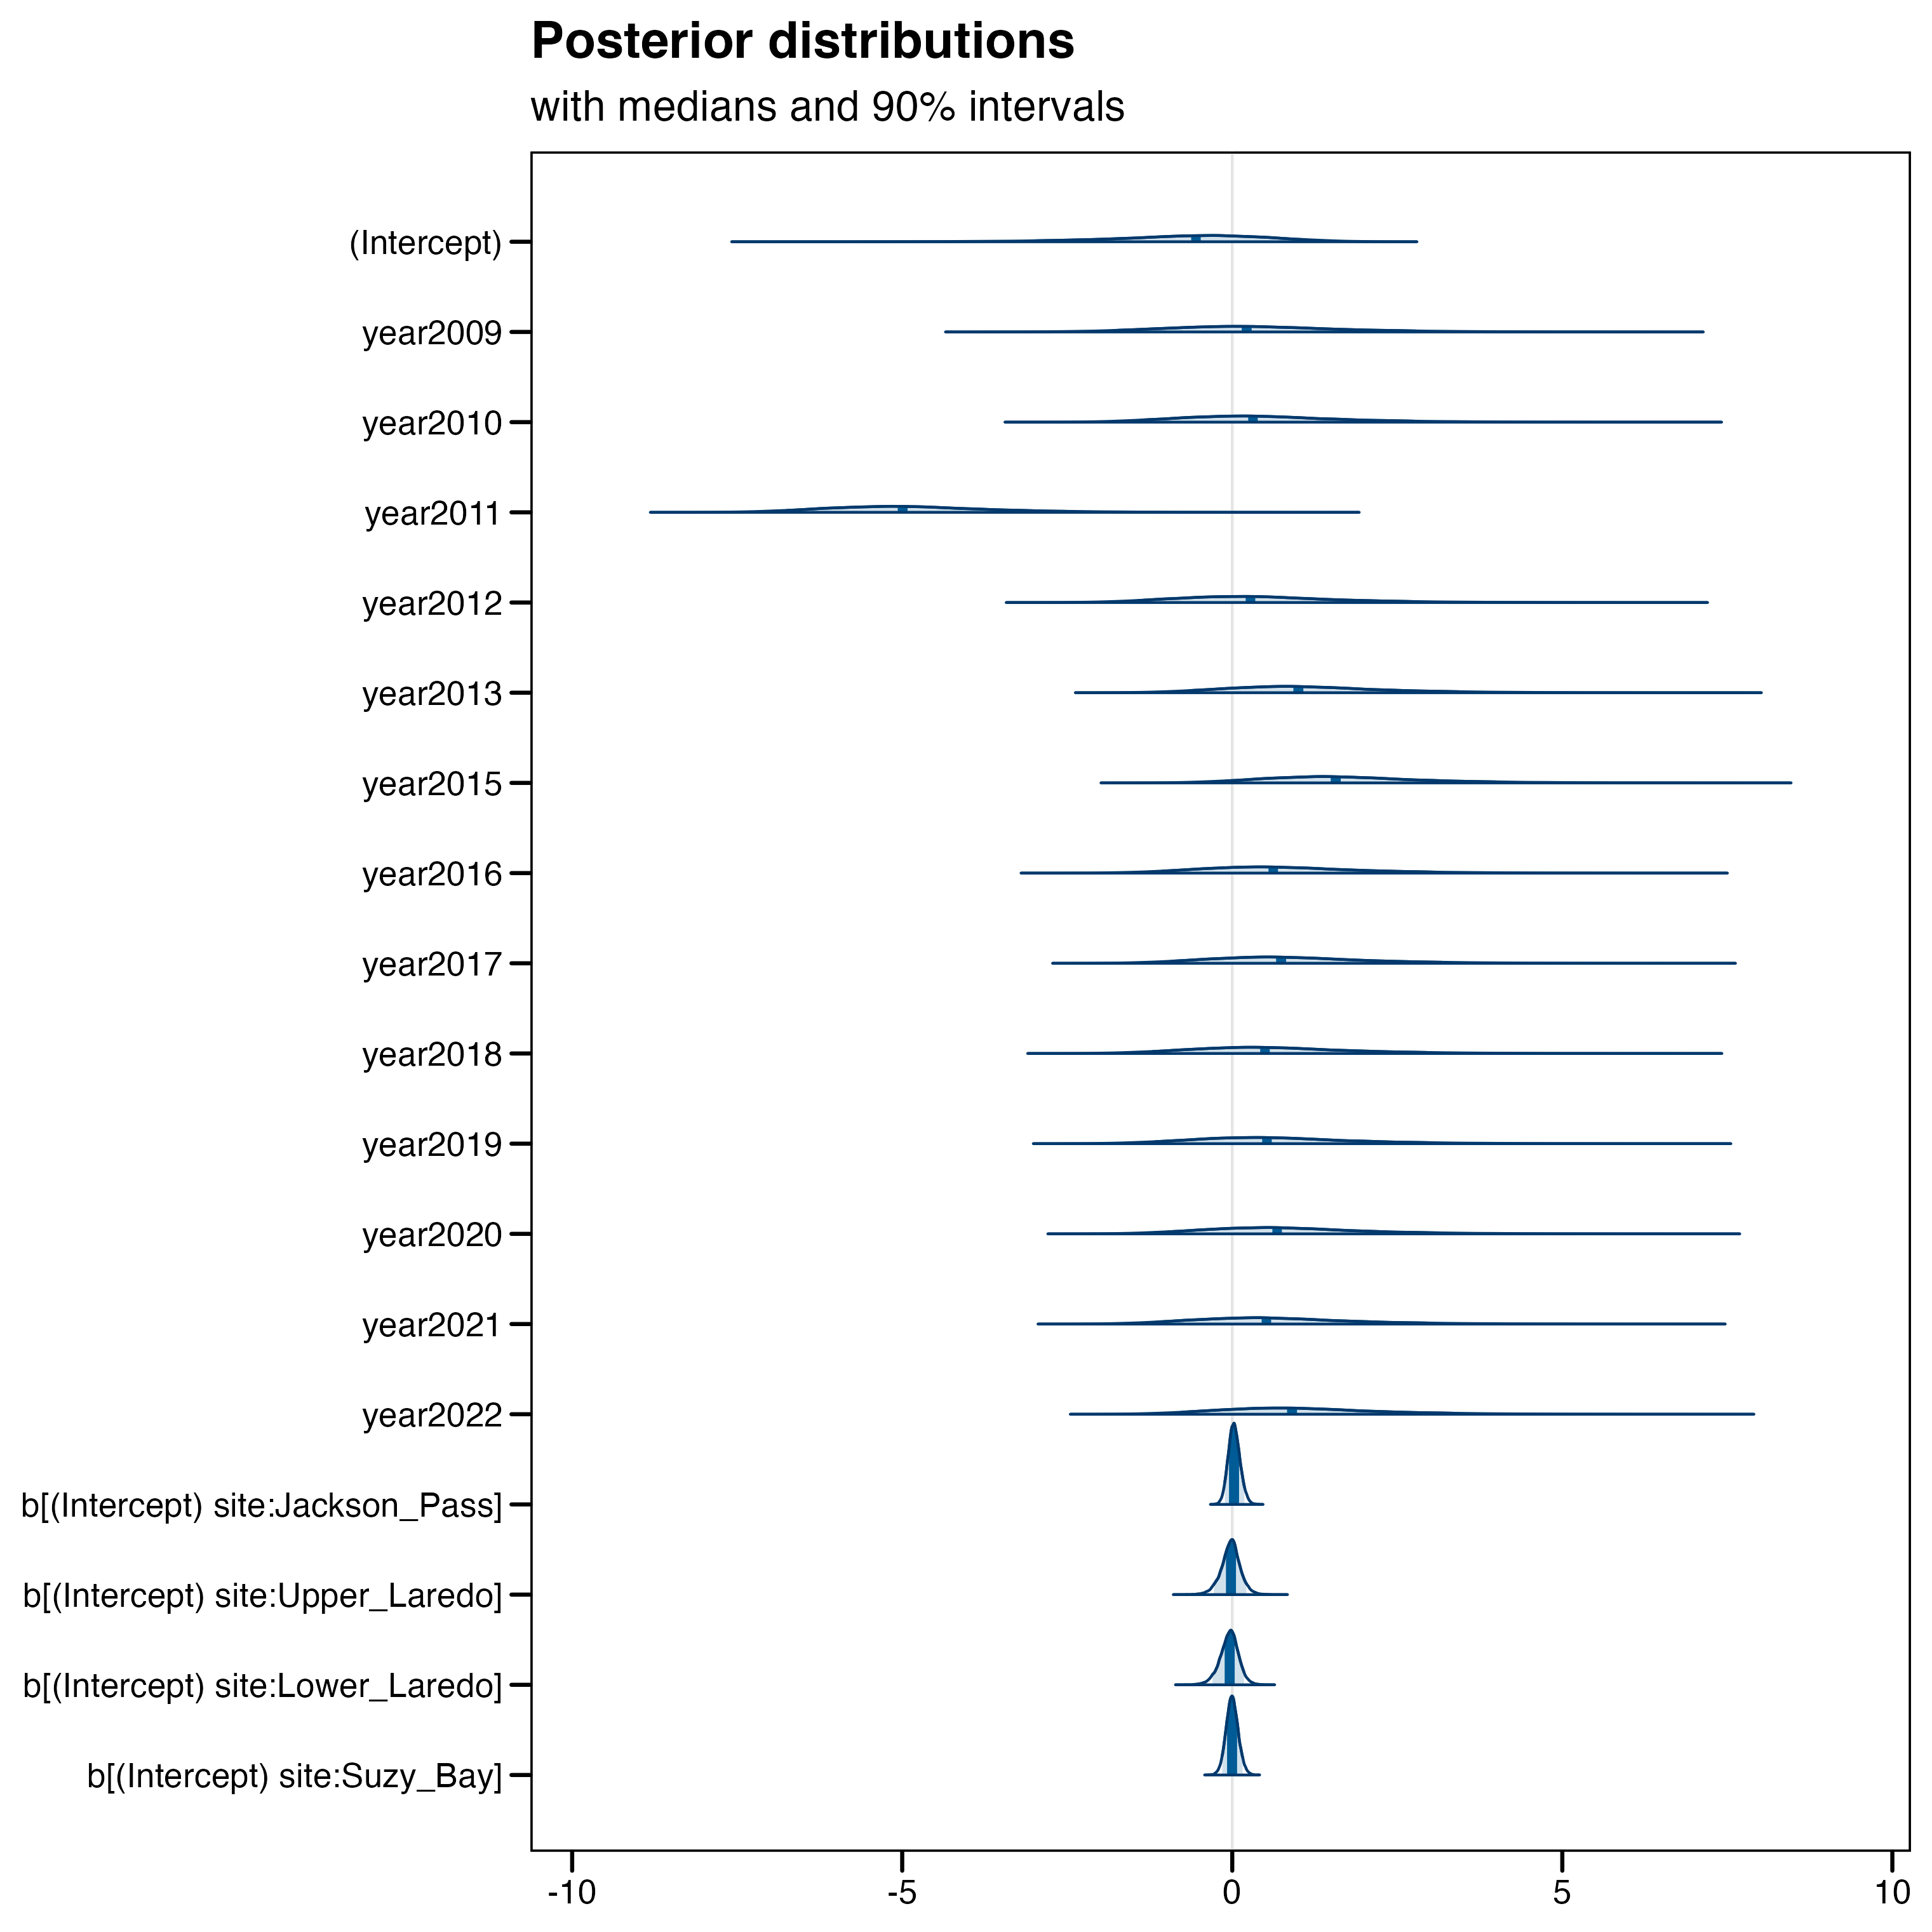 Posterior distributions
with medians and 90% intervals
(Intercept)
year2009
year2010
year2011
year2012
year2013
year2015
year2016
year2017
year2018
year2019
year2020
year2021
year2022
b[(Intercept) site:Jackson_Pass]
b[(Intercept) site:Upper_Laredo]
b[(Intercept) site:Lower_Laredo]
b[(Intercept) site:Suzy_Bay]
-10 -5 0 5 10